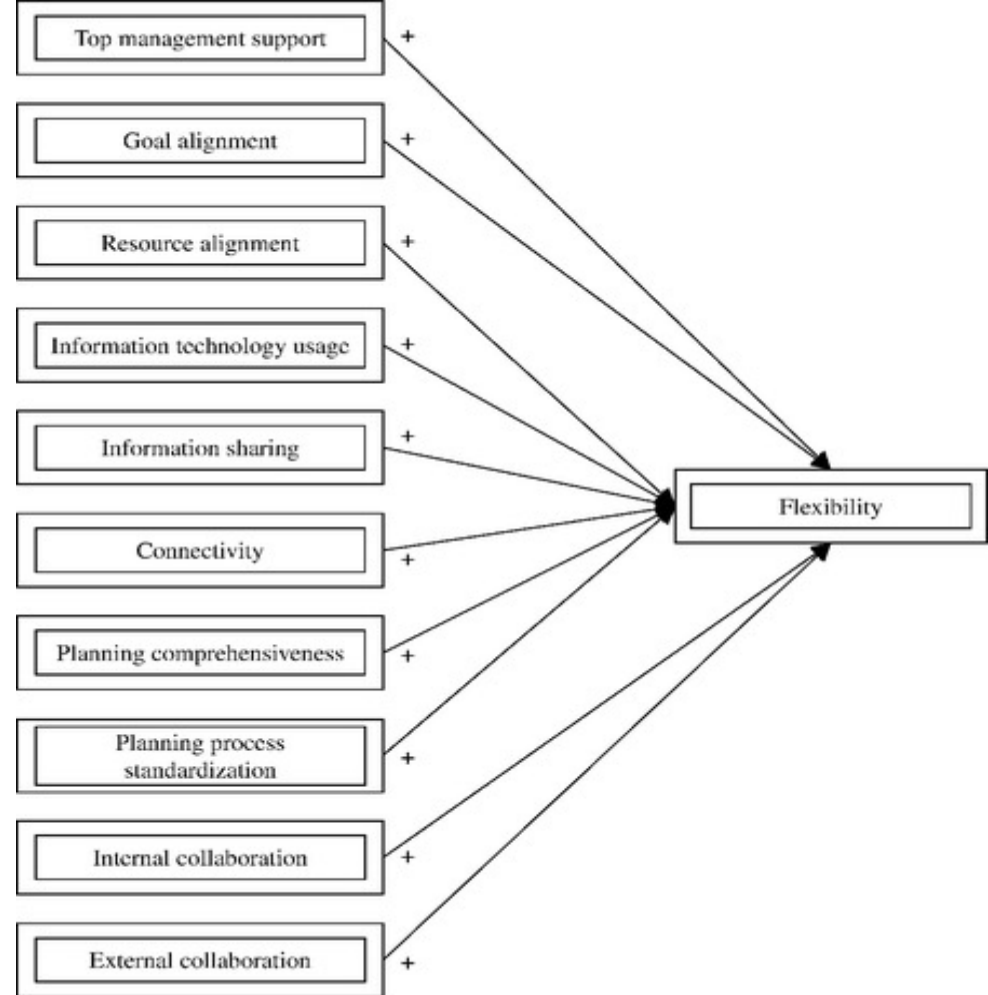 Top management support
+
Goal alignment
+
Resource alignment
+
Information technology usage
+
Information sharing
+
Flexibility
Connectivity
+
Planning comprehensiveness
+
Planning process
standardization
+
Internal collaboration
+
External collaboration
+